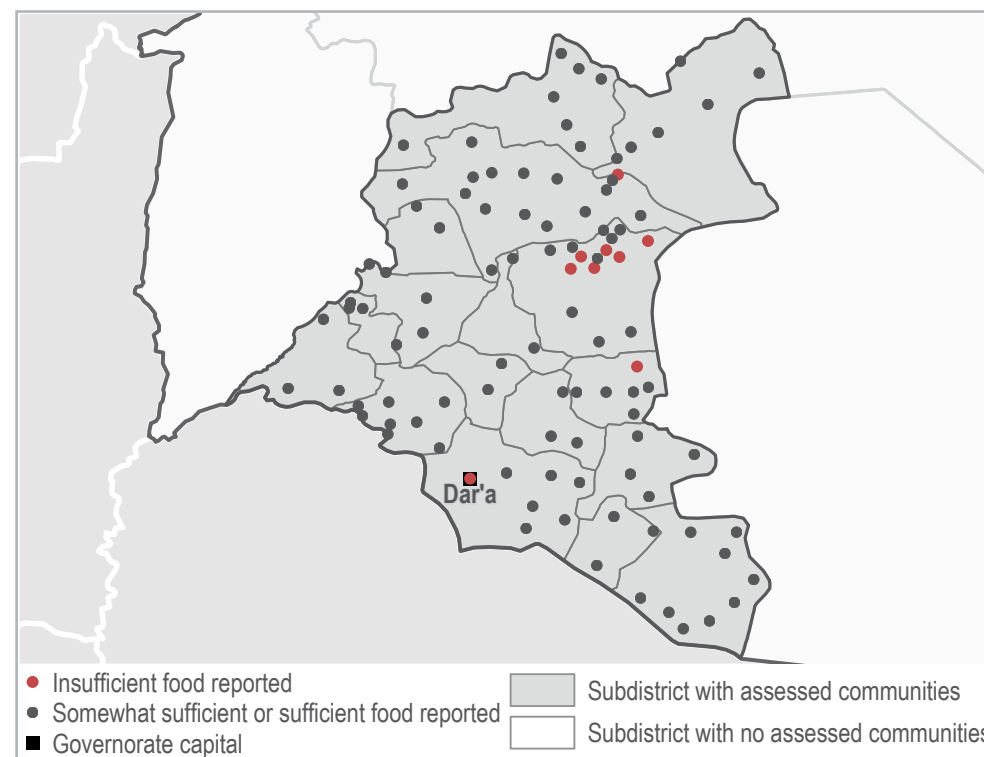 Dar'a
Insufficient food reported
Somewhat sufficient or sufficient food reported
Governorate capital
Subdistrict with assessed communities
Subdistrict with no assessed communities